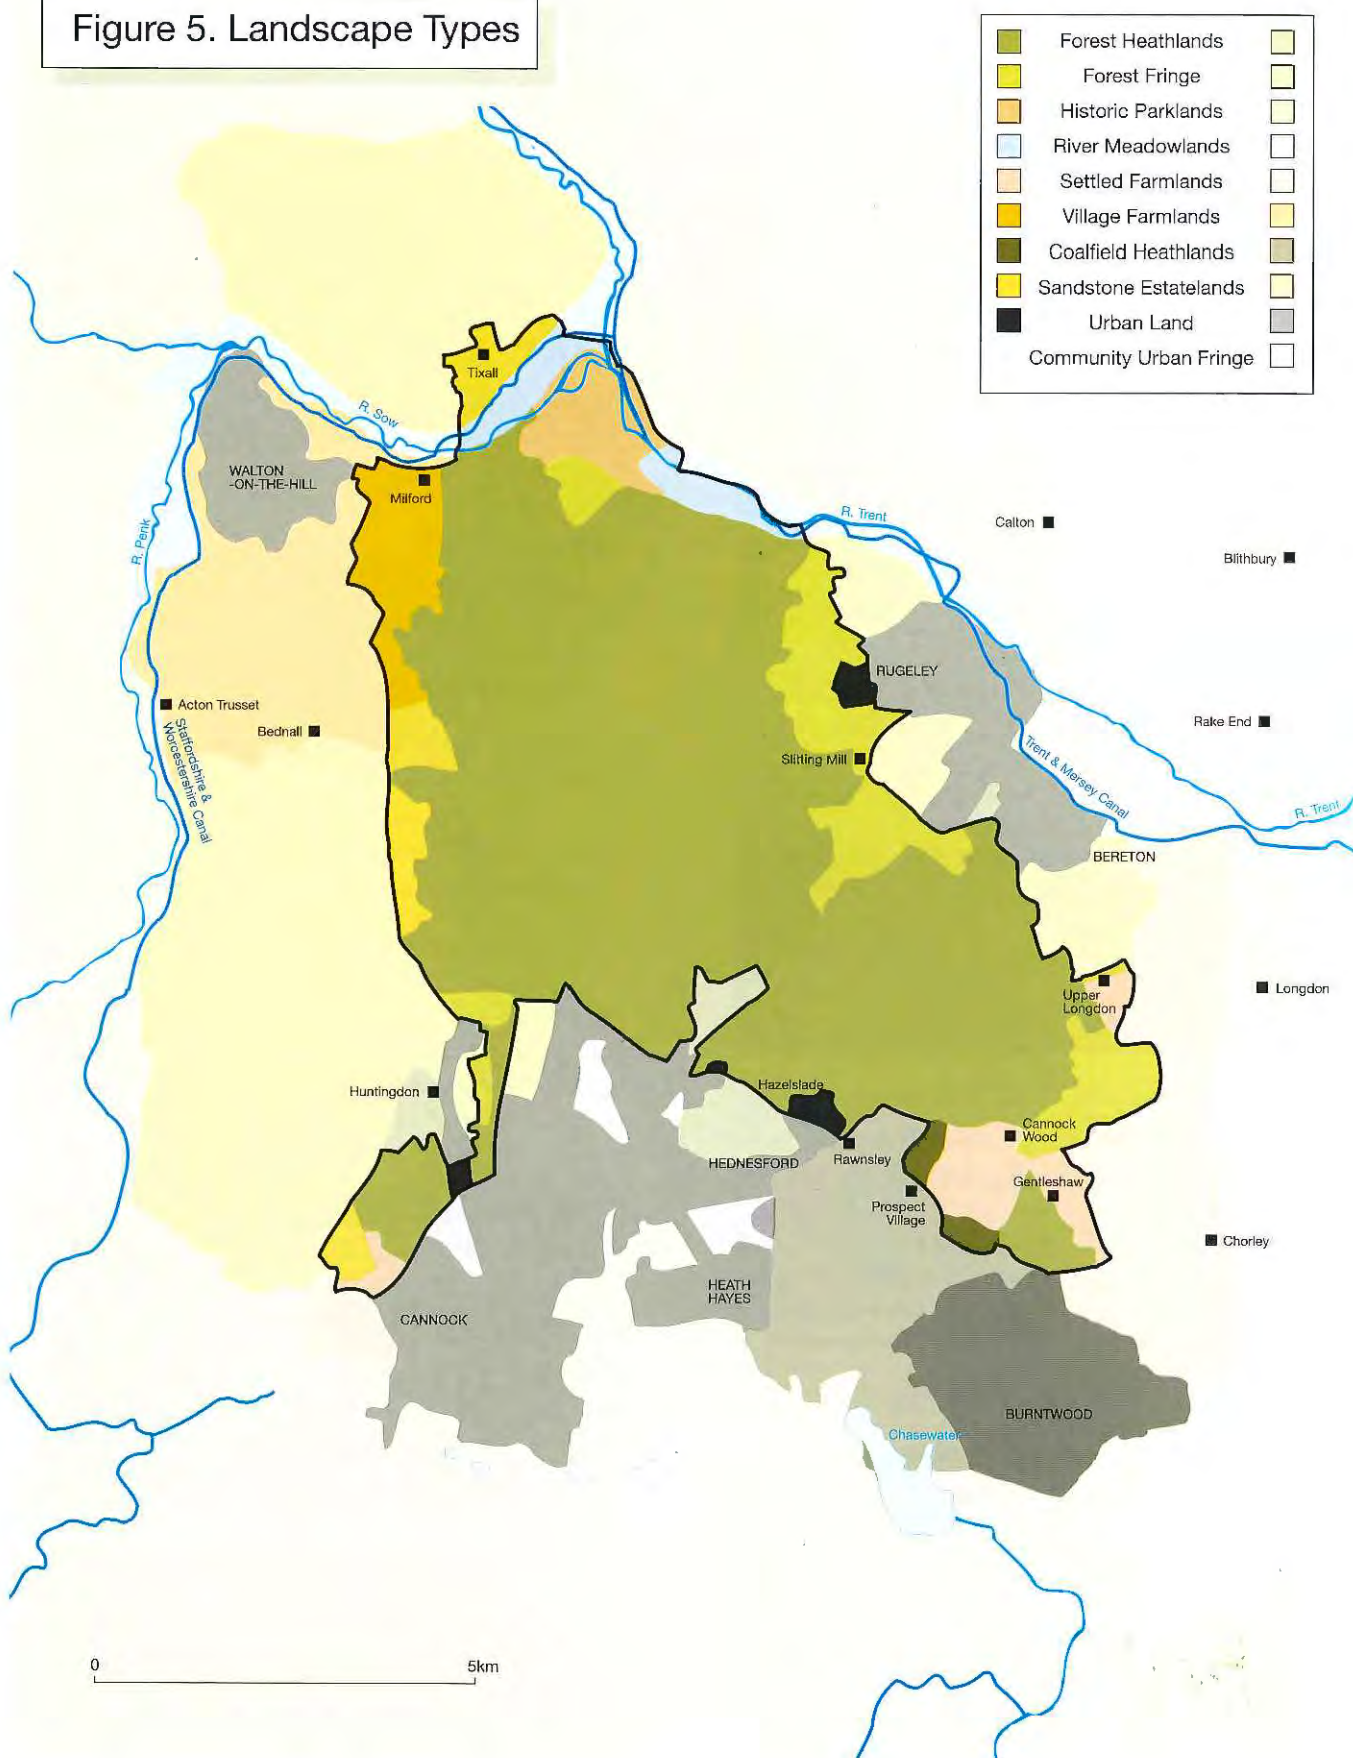 Figure 5. Landscape Types
Forest Heathlands
Forest Fringe
Historic Parklands
River Meadowlands
Settled Farmlands
Village Farmlands
Coalfield Heathlands
Sandstone Estatelands
Urban Land
Community Urban Fringe
Tixall
R. Sow
WALTON
-ON-THE-HILL
Milford
R. Penk
R. Trent
Calton
Blithbury
RUGELEY
Acton Trusset
Bednall
Staffordshire &
Worcestershire Canal
Rake End
Slitting Mill
Trent & Mersey Canal
R. Trent
BERETON
Upper
Longdon
Longdon
Huntingdon
Hazelslade
Cannock
Wood
HEDNESFORD
Rawnsley
Gentleshaw
Prospect
Village
Chorley
HEATH
HAYES
CANNOCK
BURNTWOOD
Chasewater
0
5km